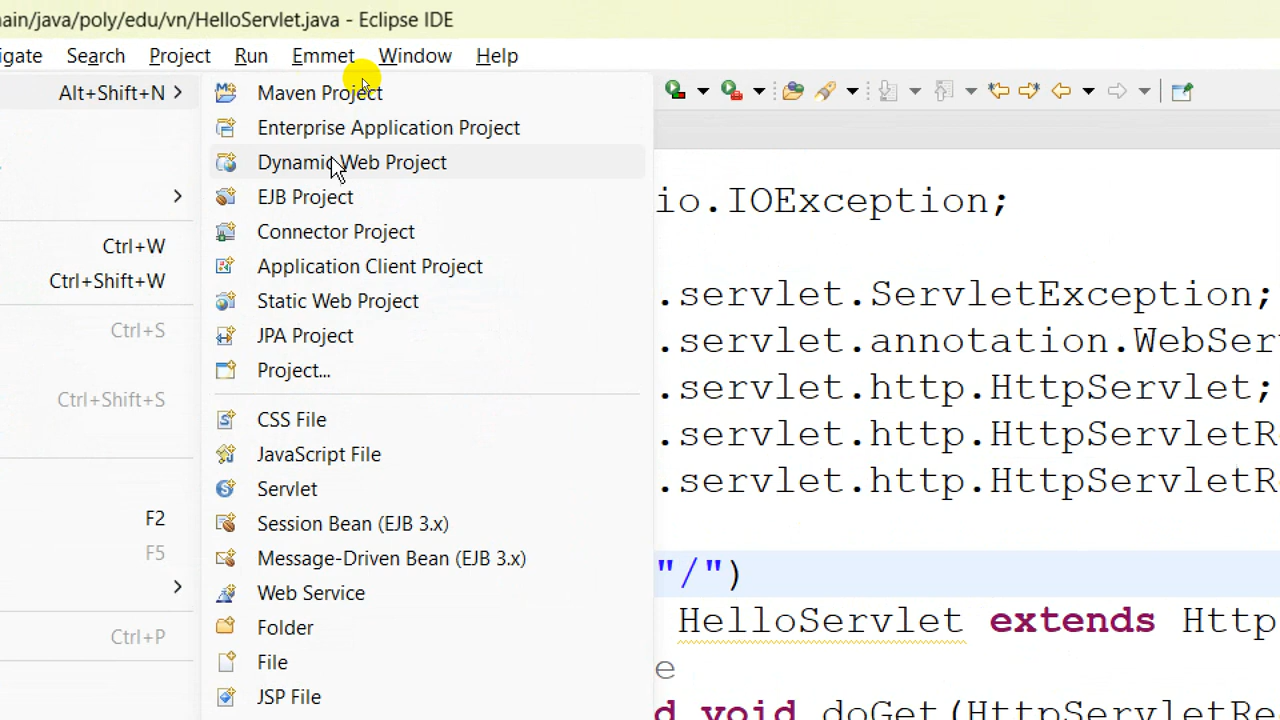 ain/java/poly/edu/vn/HelloServlet.java - Eclipse IDE
igate Search Project Run Emmet Window Help
Alt+Shift+N
Ctrl+W
Ctrl+Shift+W
Ctrl+S
Ctrl+Shift+S
F2
F5
Ctrl+P
Maven Project
Enterprise Application Project
Dynamic Web Project
EJB Project
Connector Project
Application Client Project
Static Web Project
JPA Project
Project...
CSS File
JavaScript File
Servlet
Session Bean (EJB 3.x)
Message-Driven Bean (EJB 3.x)
Web Service
Folder
File
JSP File
io.IOException;
.servlet.ServletException;
.servlet.annotation.WebSer
.servlet.http.HttpServlet;
.servlet.http.HttpServletR
.servlet.http.HttpServletR
"/")
HelloServlet extends Http
e
d void doGet(HttpServletRe